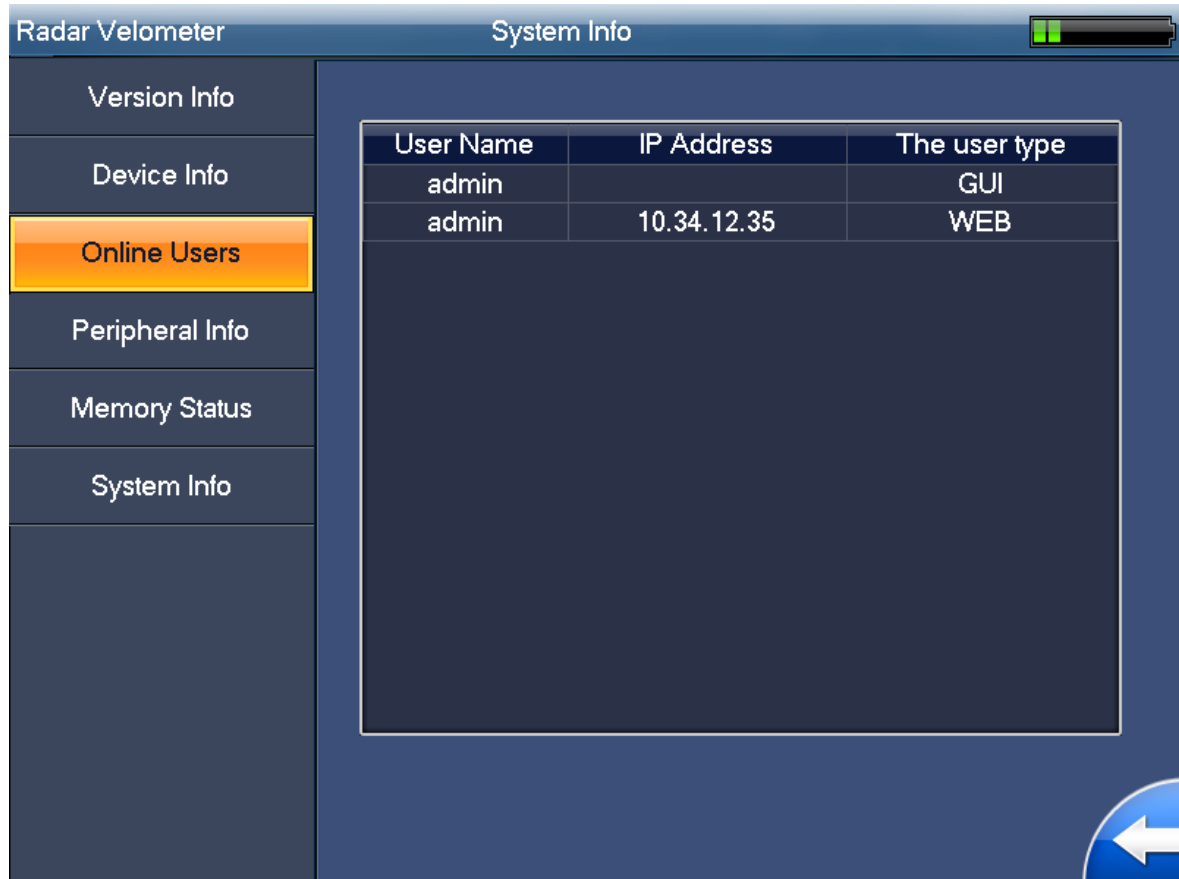 Radar Velometer System Info
Version Info
Device Info
Online Users
Peripheral Info
Memory Status
System Info
User Name IP Address The user type
admin GUI
admin 10.34.12.35 WEB